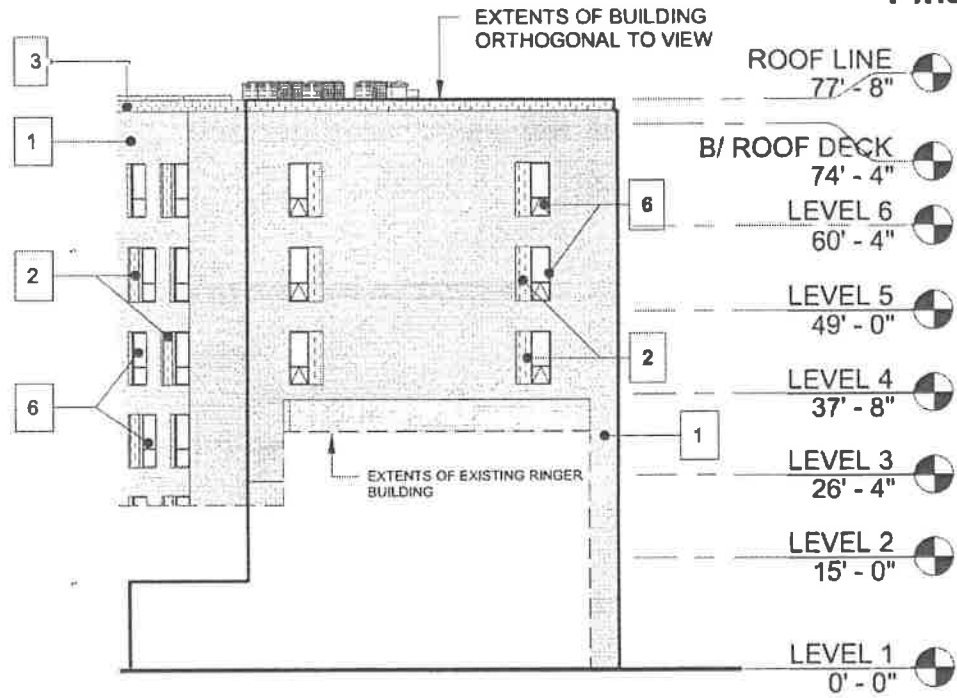 EXTENTS OF BUILDING
ORTHOGONAL TO VIEW
3
1
2
6
6
2
1
EXTENTS OF EXISTING RINGER
BUILDING
ROOF LINE
77' - 8"
B/ ROOF DECK
74' - 4"
LEVEL 6
60' - 4"
LEVEL 5
49' - 0"
LEVEL 4
37' - 8"
LEVEL 3
26' - 4"
LEVEL 2
15' - 0"
LEVEL 1
0' - 0"